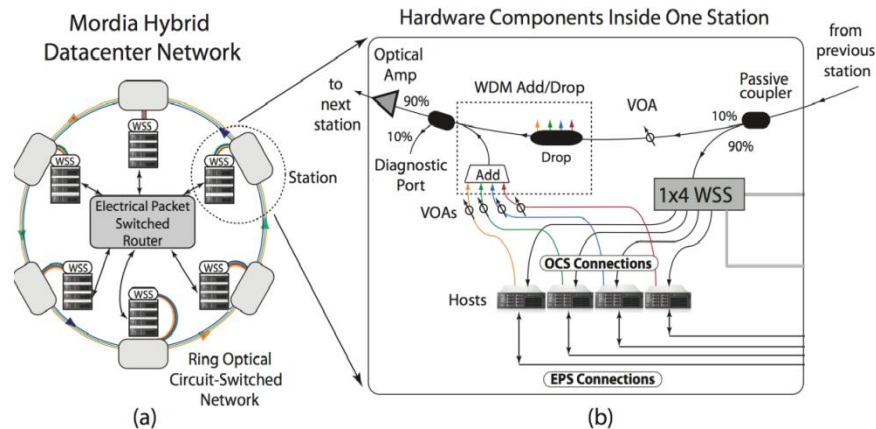 Mordia Hybrid
Datacenter Network
WSS
WSS
WSS
Station
Electrical Packet
Switched
Router
WSS
WSS
WSS
Ring Optical
Circuit-Switched
Network
(a)
Hardware Components Inside One Station
from
previous
station
Optical
Amp
to
next
station
90%
10%
Diagnostic
Port
WDM Add/Drop
Drop
Add
VOA
Passive
coupler
10%
90%
1x4 WSS
VOAs
OCS Connections
Hosts
EPS Connections
(b)